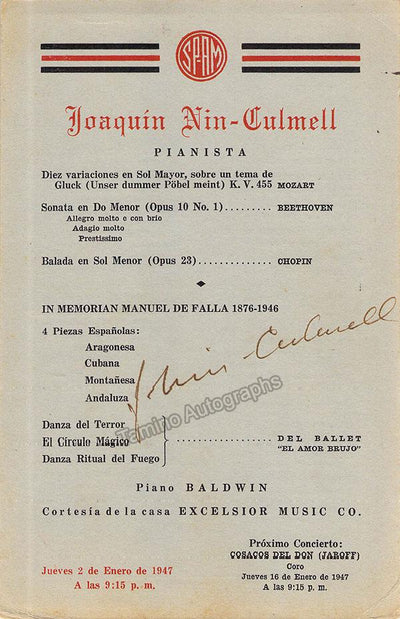 SPAM
Joaquín Nin-Culmell
PIANISTA
Diez variaciones en Sol Mayor, sobre un tema de
Gluck (Unser dummer Pöbel meint) K. V. 455 MOZART
Sonata en Do Menor (Opus 10 No. 1) ......... BEETHOVEN
Allegro molto e con brio
Adagio molto
Prestissimo
Balada en Sol Menor (Opus 23) ............. CHOPIN
IN MEMORIAN MANUEL DE FALLA 1876-1946
4 Piezas Españolas:
Aragonesa
Cubana
Montañesa
Andaluza
J Nin-Culmell
Tamino Autographs
Danza del Terror
El Círculo Mágico ................ DEL BALLET
Danza Ritual del Fuego "EL AMOR BRUJO"
Piano BALDWIN
Cortesía de la casa EXCELSIOR MUSIC CO.
Próximo Concierto:
COSACOS DEL DON (JAROFF)
Coro
Jueves 16 de Enero de 1947
A las 9:15 p. m.
Jueves 2 de Enero de 1947
A las 9:15 p. m.